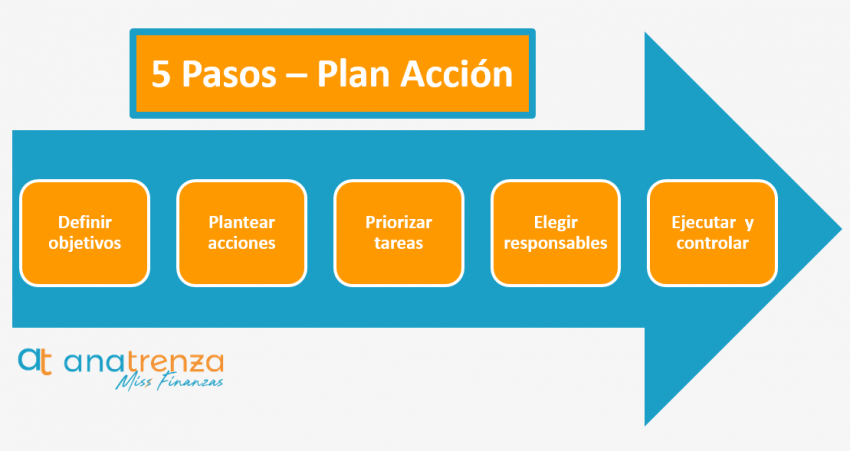 5 Pasos – Plan Acción
Definir
objetivos
Plantear
acciones
Priorizar
tareas
Elegir
responsables
Ejecutar y
controlar
at anatrenza
Miss Finanzas